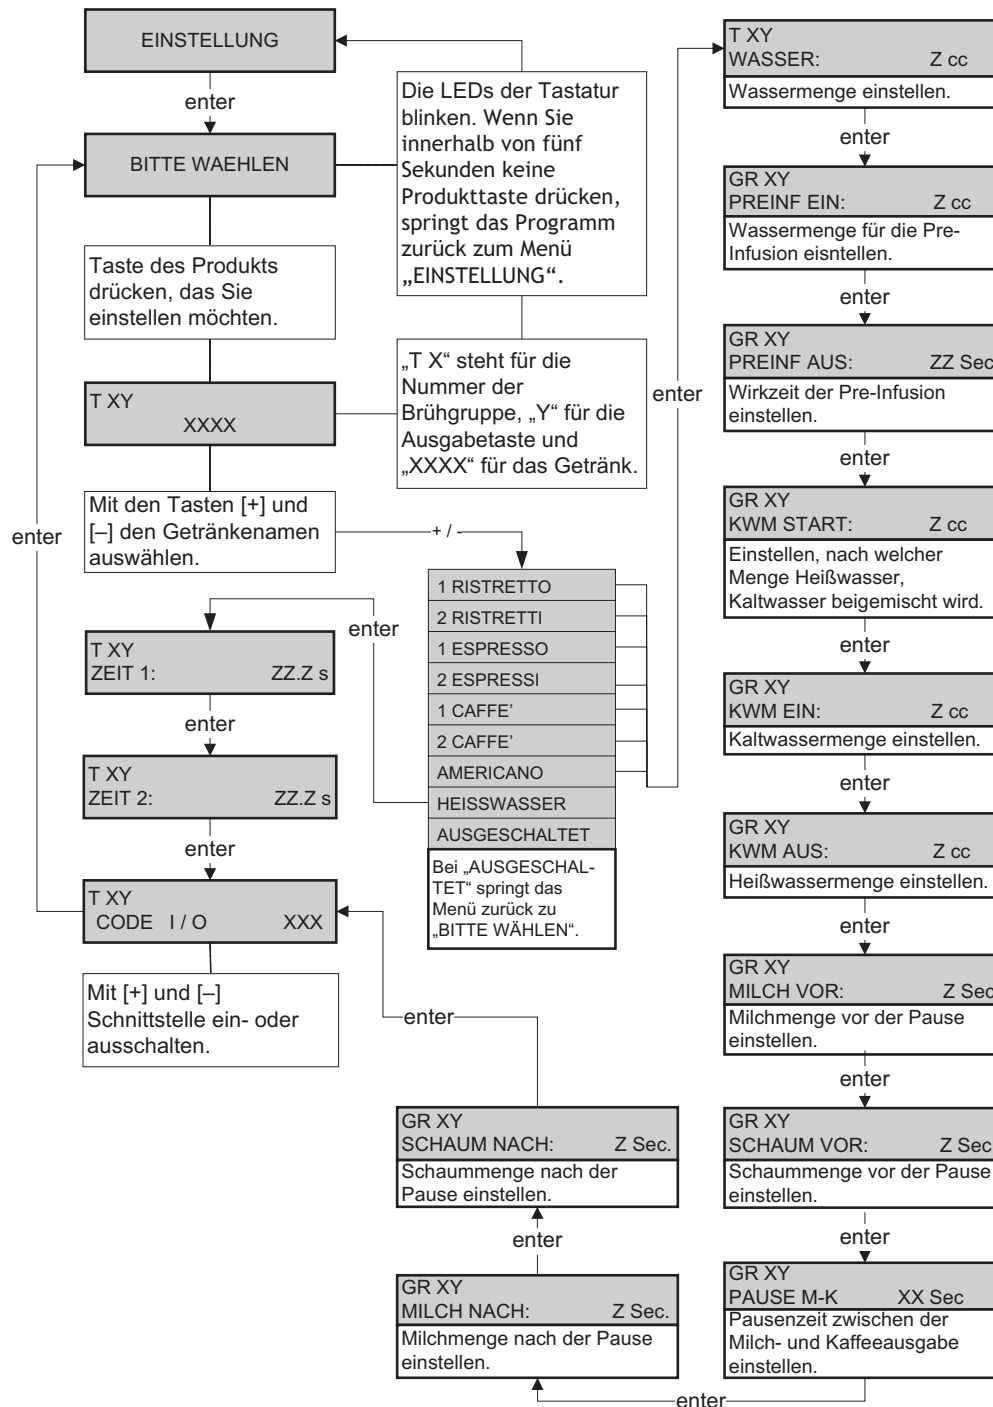 EINSTELLUNG
enter
BITTE WAEHLEN
Die LEDs der Tastatur
blinken. Wenn Sie
innerhalb von fünf
Sekunden keine
Produkttaste drücken,
springt das Programm
zurück zum Menü
„EINSTELLUNG“.
Taste des Produkts
drücken, das Sie
einstellen möchten.
T XY
XXXX
„T X“ steht für die
Nummer der
Brühgruppe, „Y“ für die
Ausgabetaste und
„XXXX“ für das Getränk.
Mit den Tasten [+] und
[–] den Getränkenamen
auswählen.
+ / -
1 RISTRETTO
2 RISTRETTI
1 ESPRESSO
2 ESPRESSI
1 CAFFE'
2 CAFFE'
AMERICANO
HEISSWASSER
AUSGESCHALTET
Bei „AUSGESCHAL-
TET“ springt das
Menü zurück zu
„BITTE WÄHLEN“.
enter
T XY
ZEIT 1: ZZ.Z s
enter
T XY
ZEIT 2: ZZ.Z s
enter
T XY
CODE I / O XXX
Mit [+] und [–]
Schnittstelle ein- oder
ausschalten.
enter
enter
T XY
WASSER: Z cc
Wassermenge einstellen.
enter
GR XY
PREINF EIN: Z cc
Wassermenge für die Pre-
Infusion eisntellen.
enter
GR XY
PREINF AUS: ZZ Sec
Wirkzeit der Pre-Infusion
einstellen.
enter
GR XY
KWM START: Z cc
Einstellen, nach welcher
Menge Heißwasser,
Kaltwasser beigemischt wird.
enter
GR XY
KWM EIN: Z cc
Kaltwassermenge einstellen.
enter
GR XY
KWM AUS: Z cc
Heißwassermenge einstellen.
enter
GR XY
MILCH VOR: Z Sec
Milchmenge vor der Pause
einstellen.
enter
GR XY
SCHAUM VOR: Z Sec
Schaummenge vor der Pause
einstellen.
enter
GR XY
PAUSE M-K XX Sec
Pausenzeit zwischen der
Milch- und Kaffeeausgabe
einstellen.
enter
GR XY
MILCH NACH: Z Sec.
Milchmenge nach der Pause
einstellen.
enter
GR XY
SCHAUM NACH: Z Sec.
Schaummenge nach der
Pause einstellen.
enter